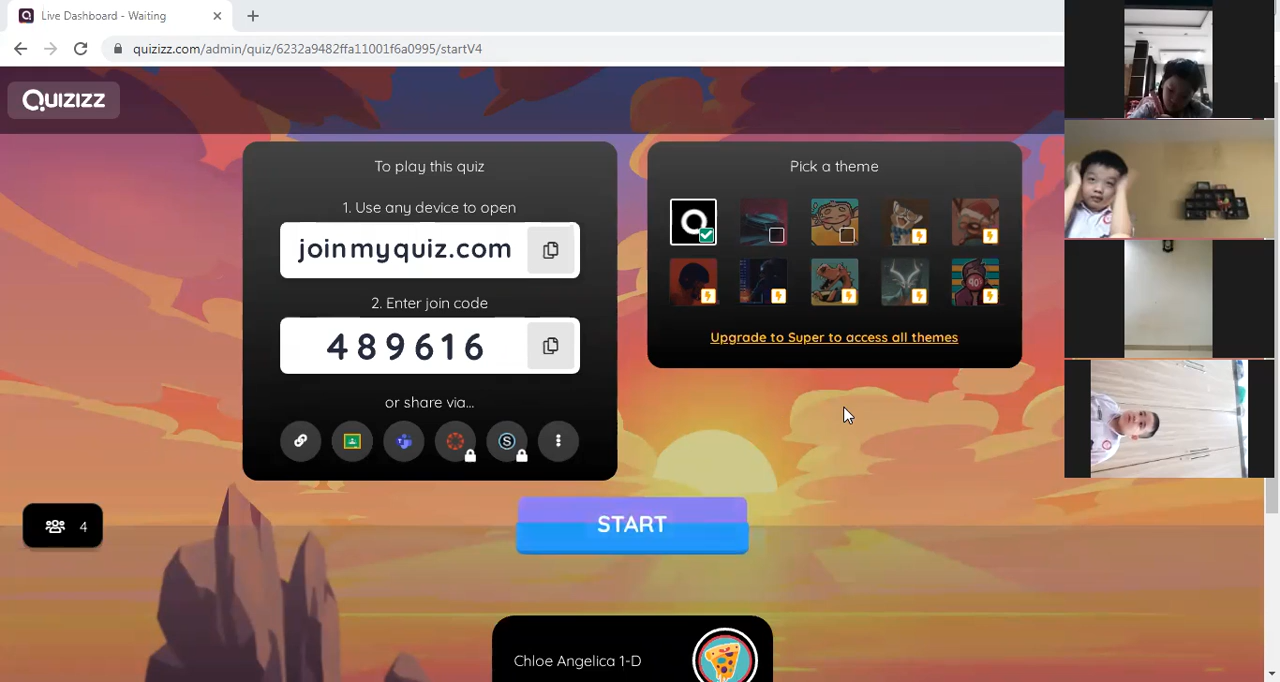 Live Dashboard - Waiting
quizizz.com/admin/quiz/6232a9482ffa11001f6a0995/startV4
QUIZIZZ
To play this quiz
1. Use any device to open
joinmyquiz.com
2. Enter join code
489616
or share via...
Pick a theme
Upgrade to Super to access all themes
4
START
Chloe Angelica 1-D